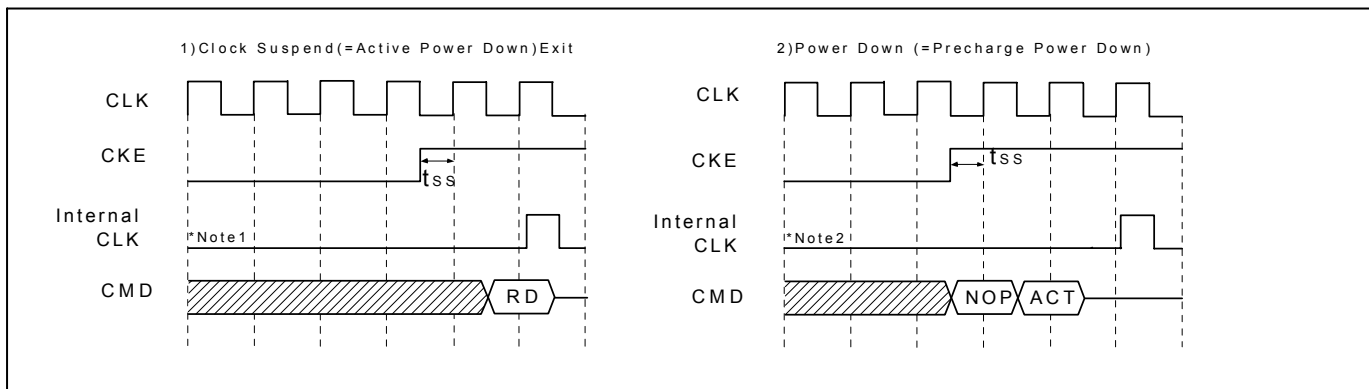 1)Clock Suspend(=Active Power Down)Exit
CLK
CKE
tss
Internal
CLK
*Note1
CMD
RD
2)Power Down (=Precharge Power Down)
CLK
CKE
tss
Internal
CLK
*Note2
CMD
NOP
ACT